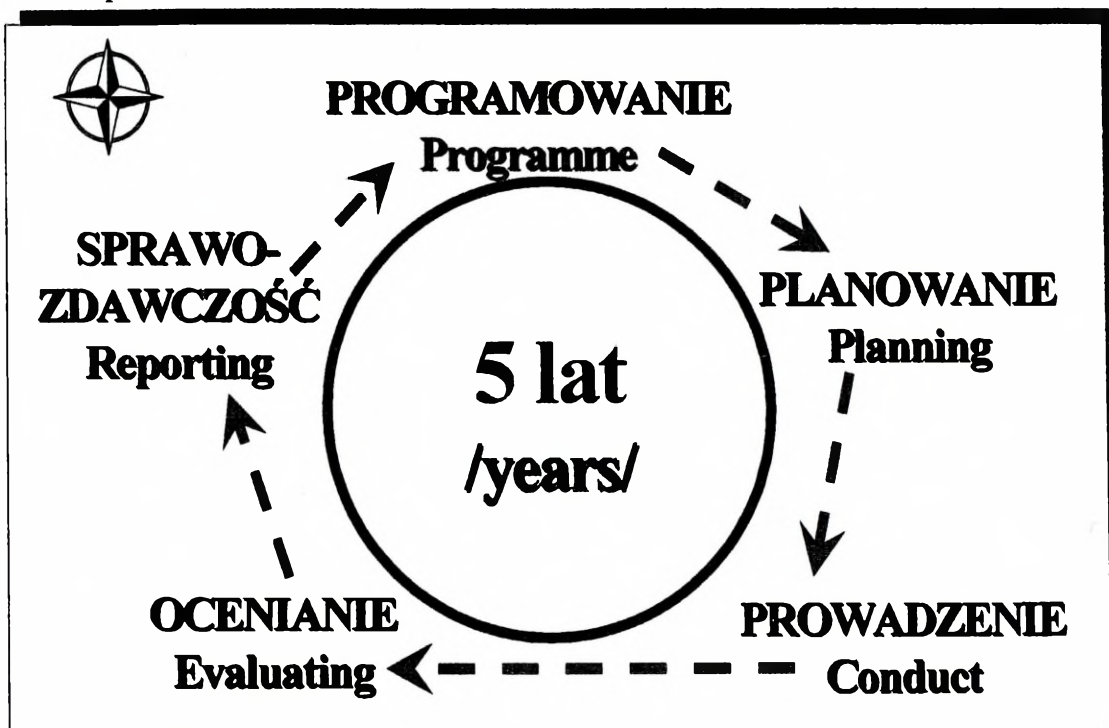 PROGRAMOWANIE
Programme
SPRAWO-
ZDAWCZOŚĆ
Reporting
PLANOWANIE
Planning
5 lat
/years/
OCENIANIE
Evaluating
PROWADZENIE
Conduct